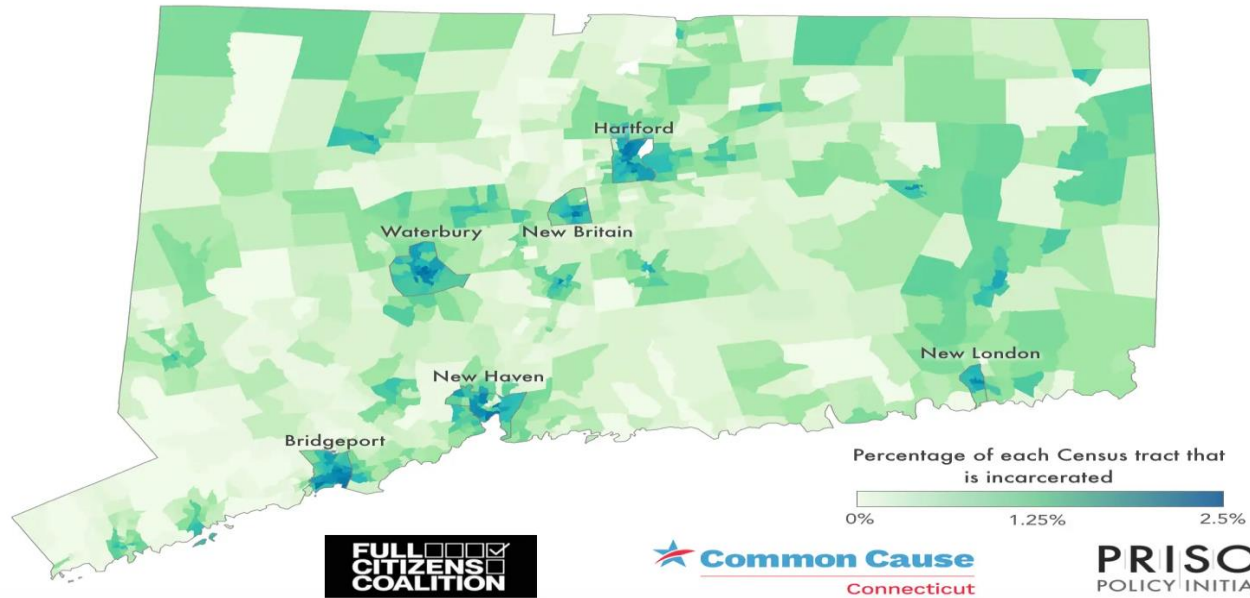 Hartford
Waterbury
New Britain
New London
New Haven
Bridgeport
Percentage of each Census tract that
is incarcerated
0%
1.25%
2.5%
FULL
CITIZENS
COALITION
Common Cause
Connecticut
PRISO
POLICY INITIA